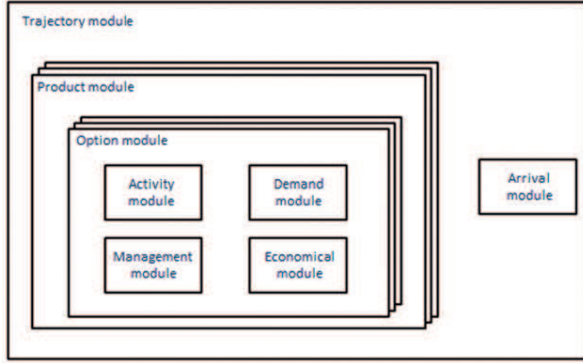 Trajectory module
Product module
Option module
Activity
module
Demand
module
Arrival
module
Management
module
Economical
module